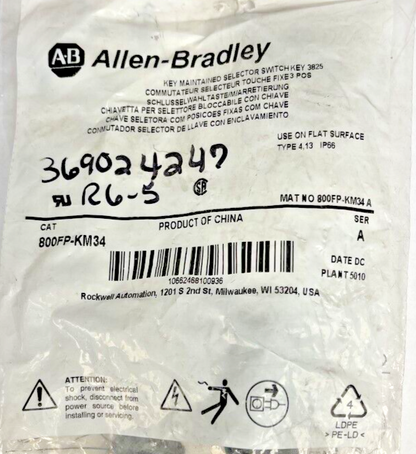 A-B Allen-Bradley
KEY MAINTAINED SELECTOR SWITCH KEY 3825
COMMUTATEUR SELECTEUR TOUCHE FIXE 3 POS
SCHLUSSELWAHLTASTE/M/ARRETIERUNG
CHIAVETTA PER SELETTORE BLOCCABILE CON CHIAVE
CHAVE SELETORA COM POSICOES FIXAS COM CHAVE
CONMUTADOR SELECTOR DE LLAVE CON ENCLAVAMIENTO
USE ON FLAT SURFACE
TYPE 4,13 IP66
369024247
R6-5
MAT NO 800FP-KM34 A
CAT
PRODUCT OF CHINA
SER
800FP-KM34
A
DATE DC
PLANT 5010
10662468100936
Rockwell Automation, 1201 S 2nd St, Milwaukee, WI 53204, USA
ATTENTION:
To prevent electrical
shock, disconnect from
power source before
installing or servicing.
4
LDPE
> PE-LD <